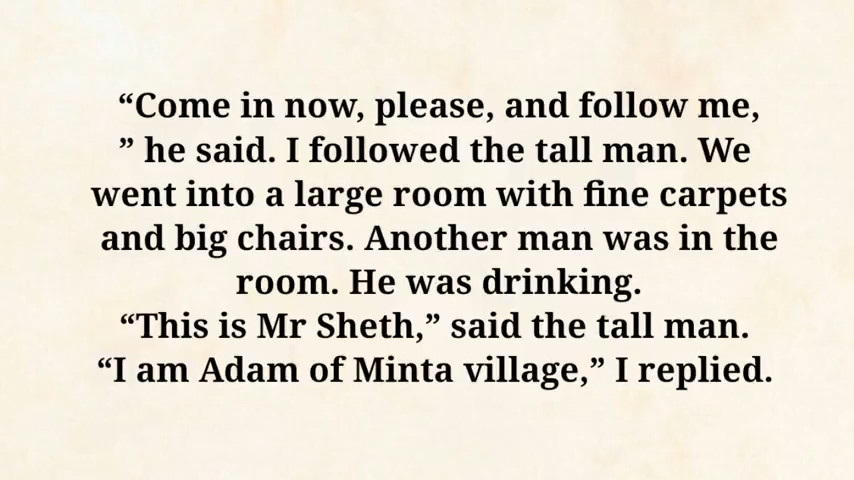 “Come in now, please, and follow me,
” he said. I followed the tall man. We
went into a large room with fine carpets
and big chairs. Another man was in the
room. He was drinking.
“This is Mr Sheth,” said the tall man.
“I am Adam of Minta village,” I replied.